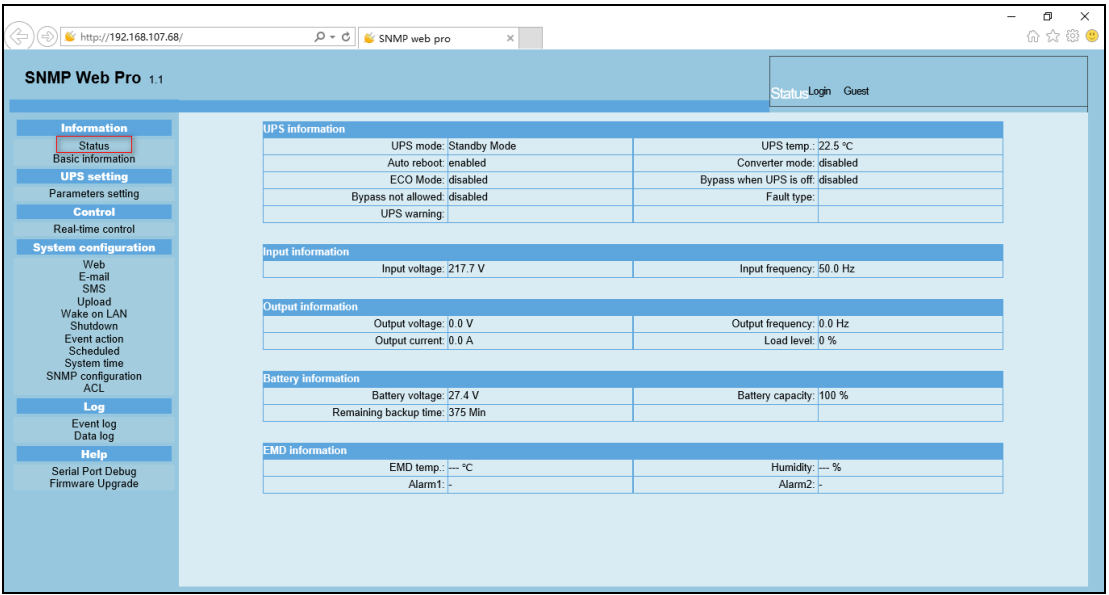 http://192.168.107.68/
SNMP web pro
SNMP Web Pro 1.1
Status Login Guest
Information
Status
Basic information
UPS setting
Parameters setting
Control
Real-time control
System configuration
Web
E-mail
SMS
Upload
Wake on LAN
Shutdown
Event action
Scheduled
System time
SNMP configuration
ACL
Log
Event log
Data log
Help
Serial Port Debug
Firmware Upgrade
UPS information
UPS mode: Standby Mode UPS temp.: 22.5 ℃
Auto reboot: enabled Converter mode: disabled
ECO Mode: disabled Bypass when UPS is off: disabled
Bypass not allowed: disabled Fault type:
UPS warning:
Input information
Input voltage: 217.7 V Input frequency: 50.0 Hz
Output information
Output voltage: 0.0 V Output frequency: 0.0 Hz
Output current: 0.0 A Load level: 0 %
Battery information
Battery voltage: 27.4 V Battery capacity: 100 %
Remaining backup time: 375 Min
EMD information
EMD temp.: --- ℃ Humidity: --- %
Alarm1: - Alarm2: -